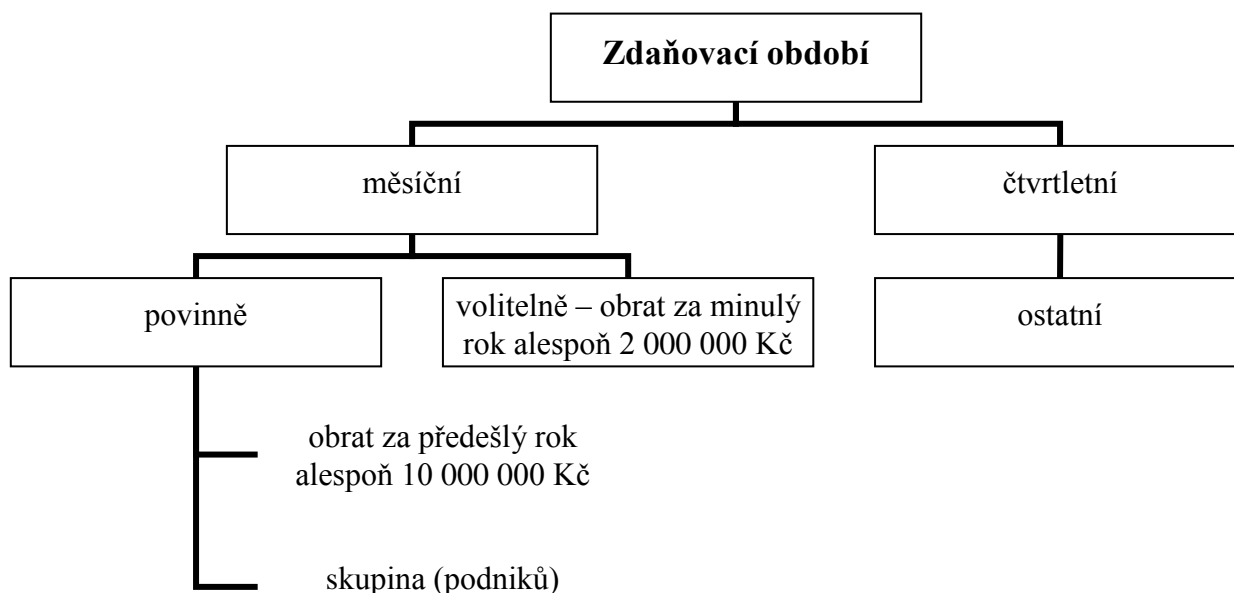 Zdaňovací období
měsíční
čtvrtletní
povinně
volitelně – obrat za minulý
rok alespoň 2 000 000 Kč
ostatní
obrat za předešlý rok
alespoň 10 000 000 Kč
skupina (podniků)